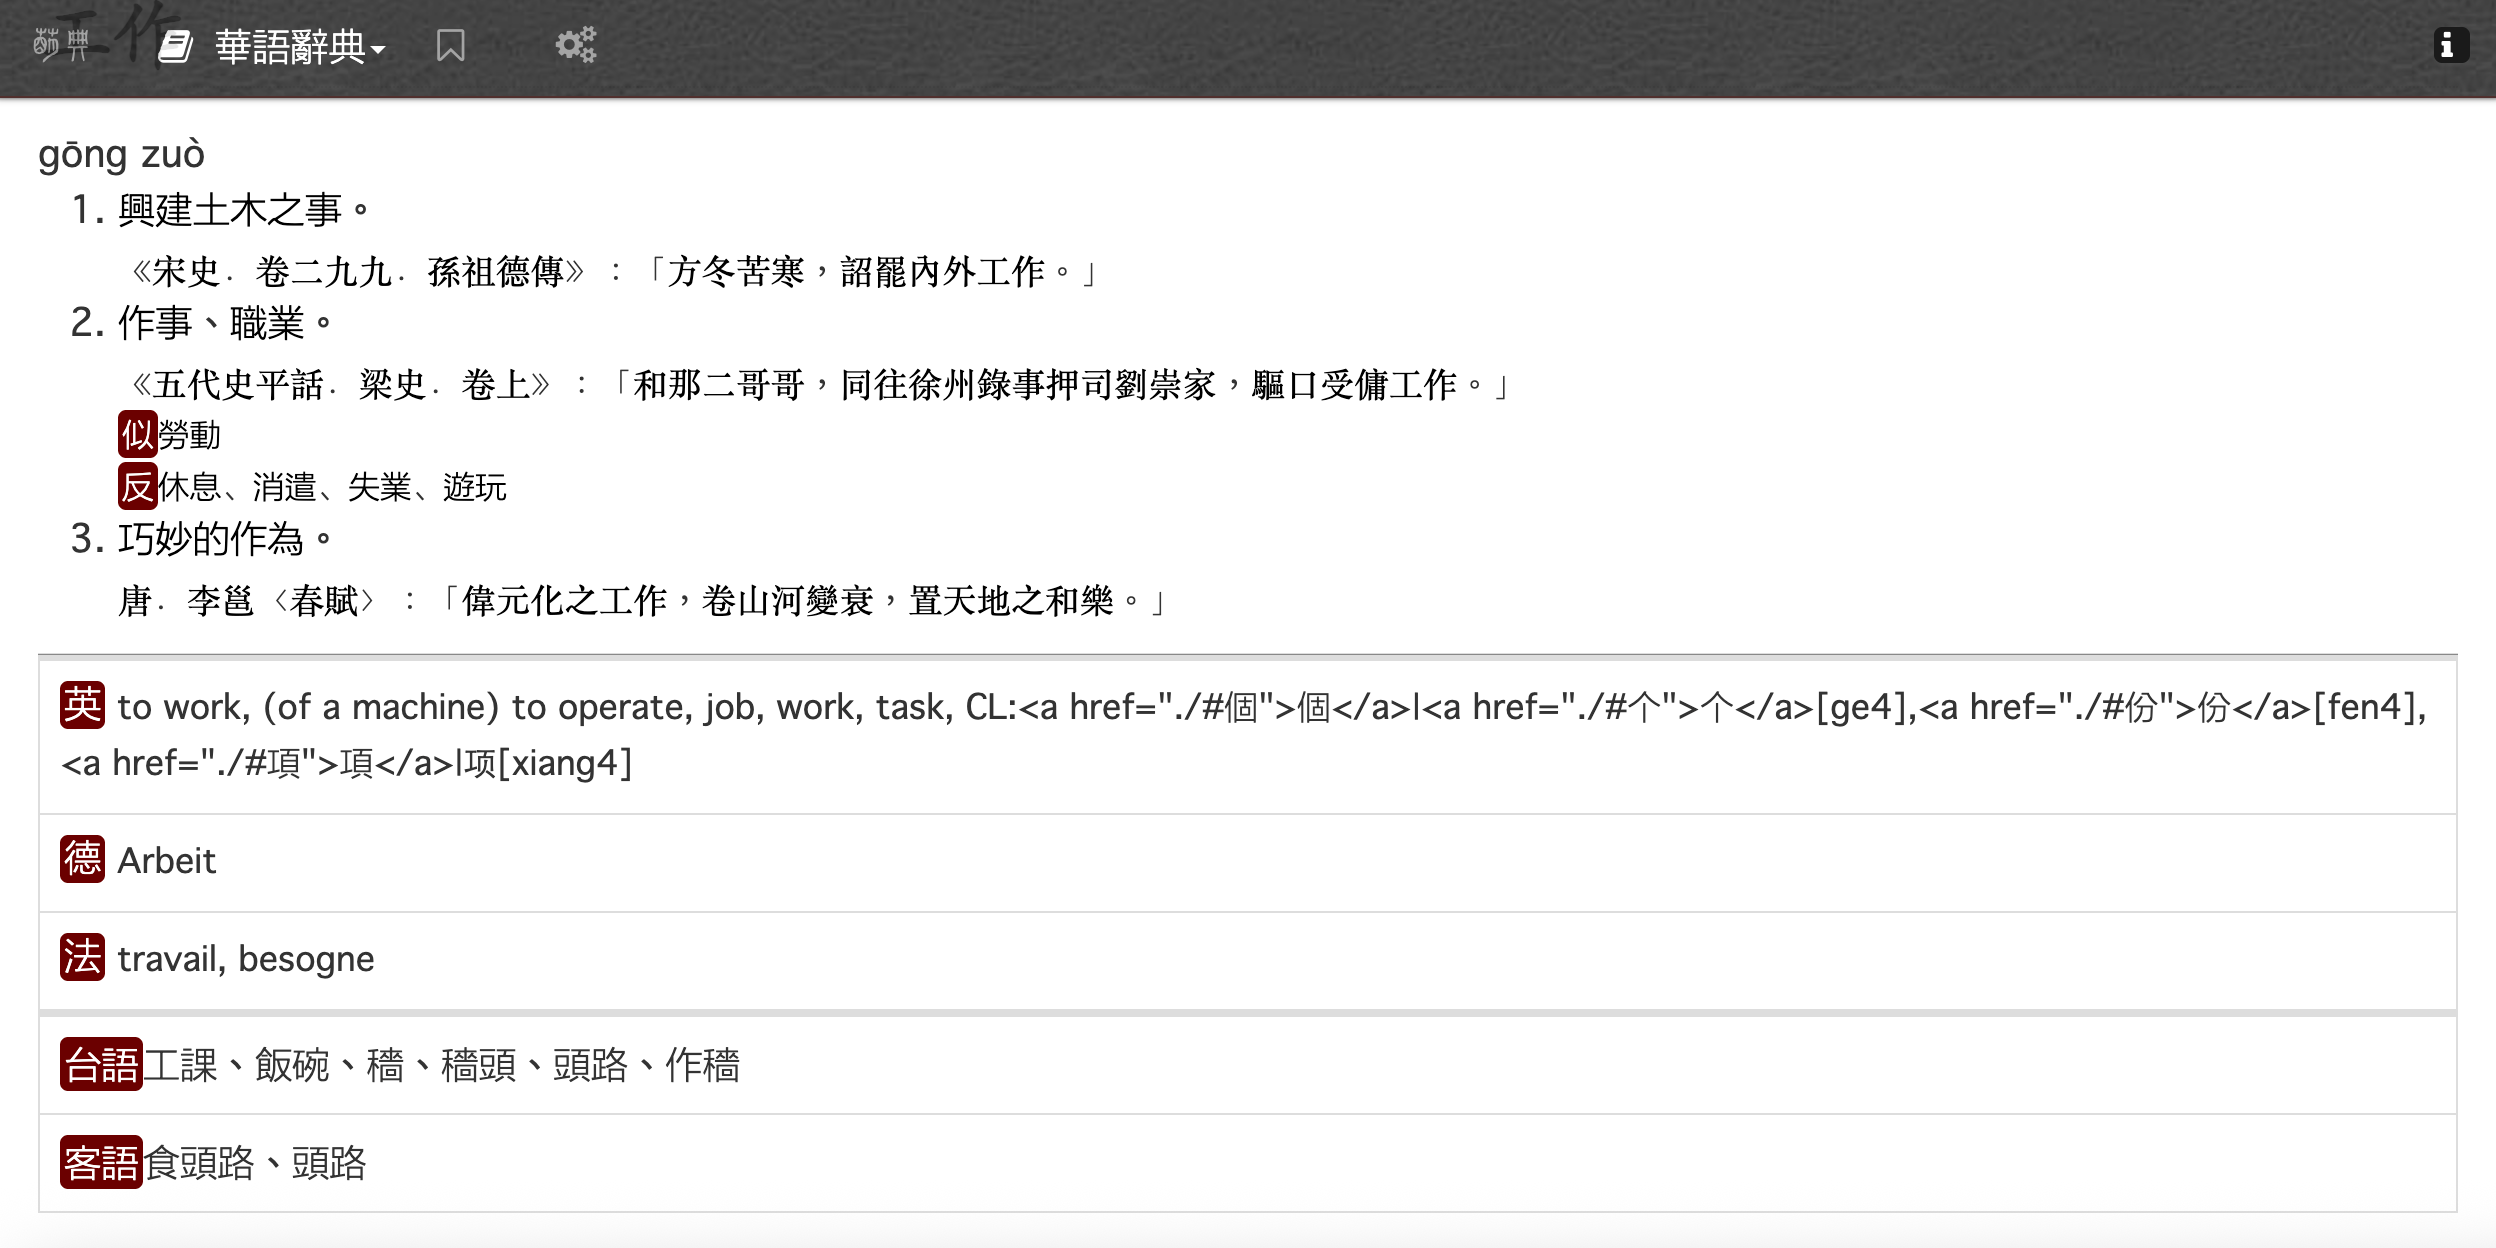 萌典 工作 華語辭典
gōng zuò
1. 興建土木之事。
《宋史．卷二九九．孫祖德傳》：「方冬苦寒，詔罷內外工作。」
2. 作事、職業。
《五代史平話．梁史．卷上》：「和那二哥哥，同往徐州錄事押司劉崇家，驅口受傭工作。」
似勞動
反休息、消遣、失業、遊玩
3. 巧妙的作為。
唐．李邕〈春賦〉：「偉元化之工作，卷山河變衰，置天地之和樂。」
英 to work, (of a machine) to operate, job, work, task, CL:<a href="./#個">個</a>|<a href="./#个">个</a>[ge4],<a href="./#份">份</a>[fen4],
<a href="./#項">項</a>|项[xiang4]
德 Arbeit
法 travail, besogne
台語工課、飯碗、穡、穡頭、頭路、作穡
客語食頭路、頭路